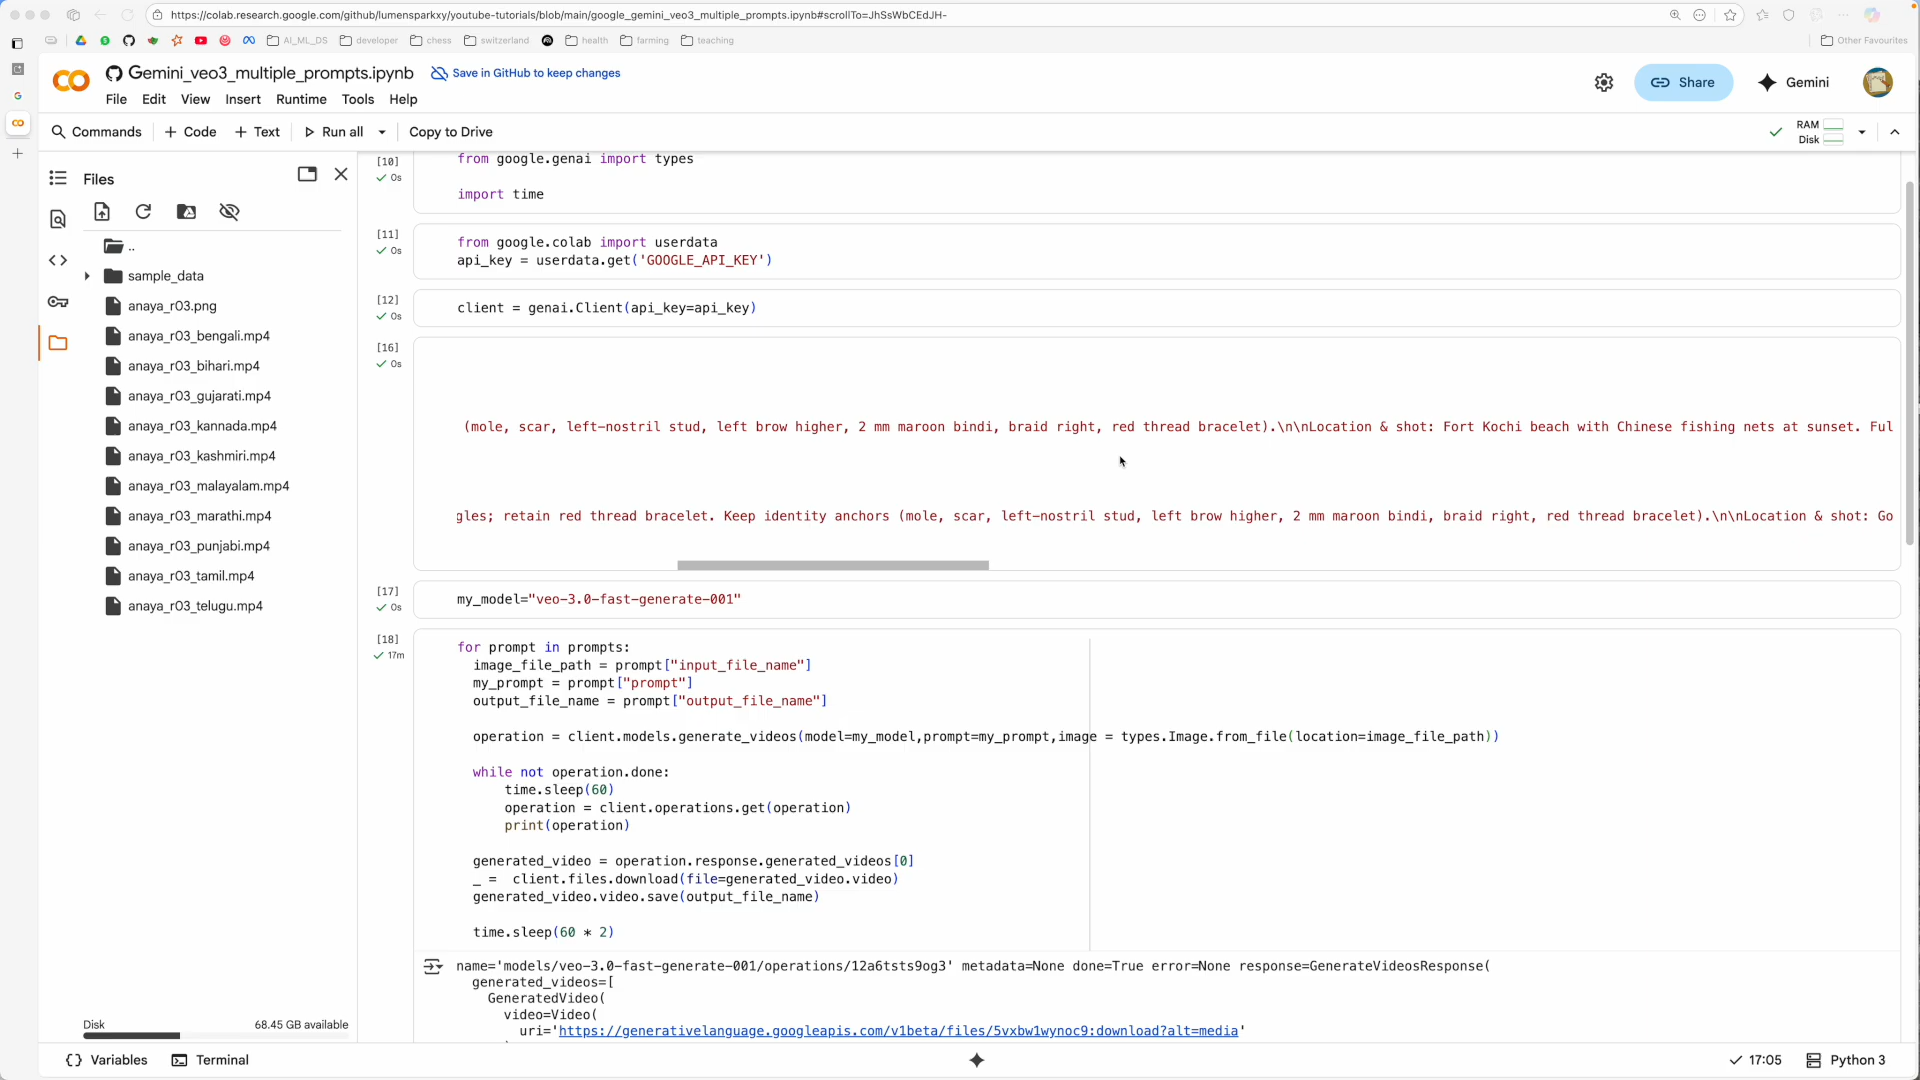 https://colab.research.google.com/github/lumensparkxy/youtube-tutorials/blob/main/google_gemini_veo3_multiple_prompts.ipynb#scrollTo=JhSsWbCEdJH-
AI_ML_DS developer chess switzerland health farming teaching Other Favourites
Gemini_veo3_multiple_prompts.ipynb Save in GitHub to keep changes
File Edit View Insert Runtime Tools Help
Share Gemini
Commands + Code + Text Run all Copy to Drive
RAM
Disk
Files
..
sample_data
anaya_r03.png
anaya_r03_bengali.mp4
anaya_r03_bihari.mp4
anaya_r03_gujarati.mp4
anaya_r03_kannada.mp4
anaya_r03_kashmiri.mp4
anaya_r03_malayalam.mp4
anaya_r03_marathi.mp4
anaya_r03_punjabi.mp4
anaya_r03_tamil.mp4
anaya_r03_telugu.mp4
Disk 68.45 GB available
[10] from google.genai import types
0s
import time
[11] from google.colab import userdata
0s api_key = userdata.get('GOOGLE_API_KEY')
[12] client = genai.Client(api_key=api_key)
0s
[16]
0s
(mole, scar, left-nostril stud, left brow higher, 2 mm maroon bindi, braid right, red thread bracelet).\n\nLocation & shot: Fort Kochi beach with Chinese fishing nets at sunset. Ful
gles; retain red thread bracelet. Keep identity anchors (mole, scar, left-nostril stud, left brow higher, 2 mm maroon bindi, braid right, red thread bracelet).\n\nLocation & shot: Go
[17] my_model="veo-3.0-fast-generate-001"
0s
[18] for prompt in prompts:
17m image_file_path = prompt["input_file_name"]
my_prompt = prompt["prompt"]
output_file_name = prompt["output_file_name"]
operation = client.models.generate_videos(model=my_model,prompt=my_prompt,image = types.Image.from_file(location=image_file_path))
while not operation.done:
time.sleep(60)
operation = client.operations.get(operation)
print(operation)
generated_video = operation.response.generated_videos[0]
_ = client.files.download(file=generated_video.video)
generated_video.video.save(output_file_name)
time.sleep(60 * 2)
name='models/veo-3.0-fast-generate-001/operations/12a6tsts9og3' metadata=None done=True error=None response=GenerateVideosResponse(
generated_videos=[
GeneratedVideo(
video=Video(
uri='https://generativelanguage.googleapis.com/v1beta/files/5vxbw1wynoc9:download?alt=media'
Variables Terminal 17:05 Python 3